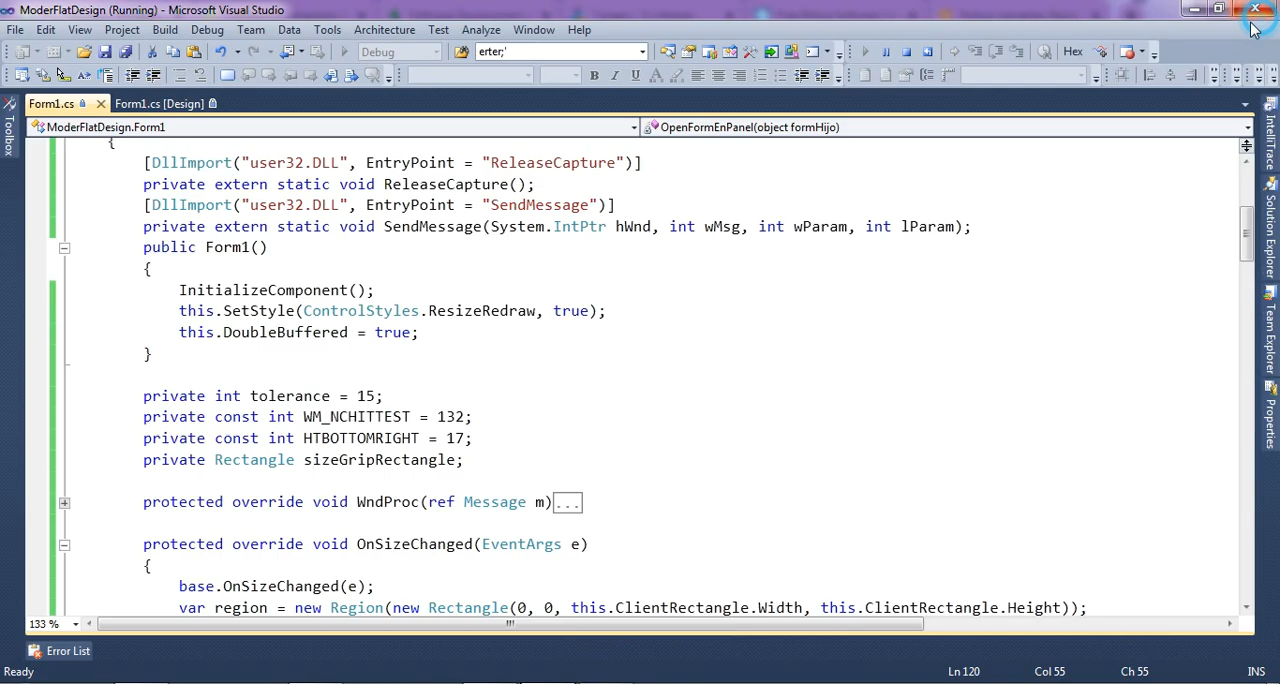 ModerFlatDesign (Running) - Microsoft Visual Studio
File Edit View Project Build Debug Team Data Tools Architecture Test Analyze Window Help
Debug erter;' Hex
B I U A
Form1.cs Form1.cs [Design]
ModerFlatDesign.Form1 OpenFormEnPanel(object formHijo)
{
[DllImport("user32.DLL", EntryPoint = "ReleaseCapture")]
private extern static void ReleaseCapture();
[DllImport("user32.DLL", EntryPoint = "SendMessage")]
private extern static void SendMessage(System.IntPtr hWnd, int wMsg, int wParam, int lParam);
public Form1()
{
InitializeComponent();
this.SetStyle(ControlStyles.ResizeRedraw, true);
this.DoubleBuffered = true;
}
private int tolerance = 15;
private const int WM_NCHITTEST = 132;
private const int HTBOTTOMRIGHT = 17;
private Rectangle sizeGripRectangle;
protected override void WndProc(ref Message m)...
protected override void OnSizeChanged(EventArgs e)
{
base.OnSizeChanged(e);
var region = new Region(new Rectangle(0, 0, this.ClientRectangle.Width, this.ClientRectangle.Height));
133 %
Error List
Ready Ln 120 Col 55 Ch 55 INS
Toolbox
IntelliTrace
Solution Explorer
Team Explorer
Properties